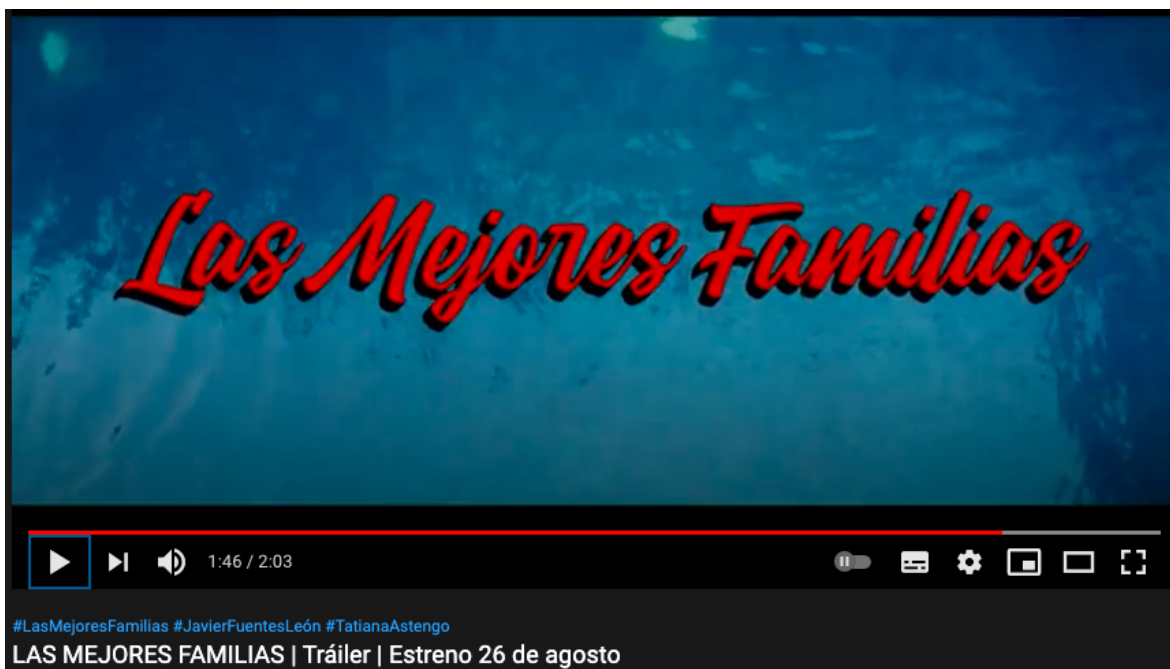 Las Mejores Familias
1:46 / 2:03
#LasMejoresFamilias #JavierFuentesLeón #TatianaAstengo
LAS MEJORES FAMILIAS | Tráiler | Estreno 26 de agosto